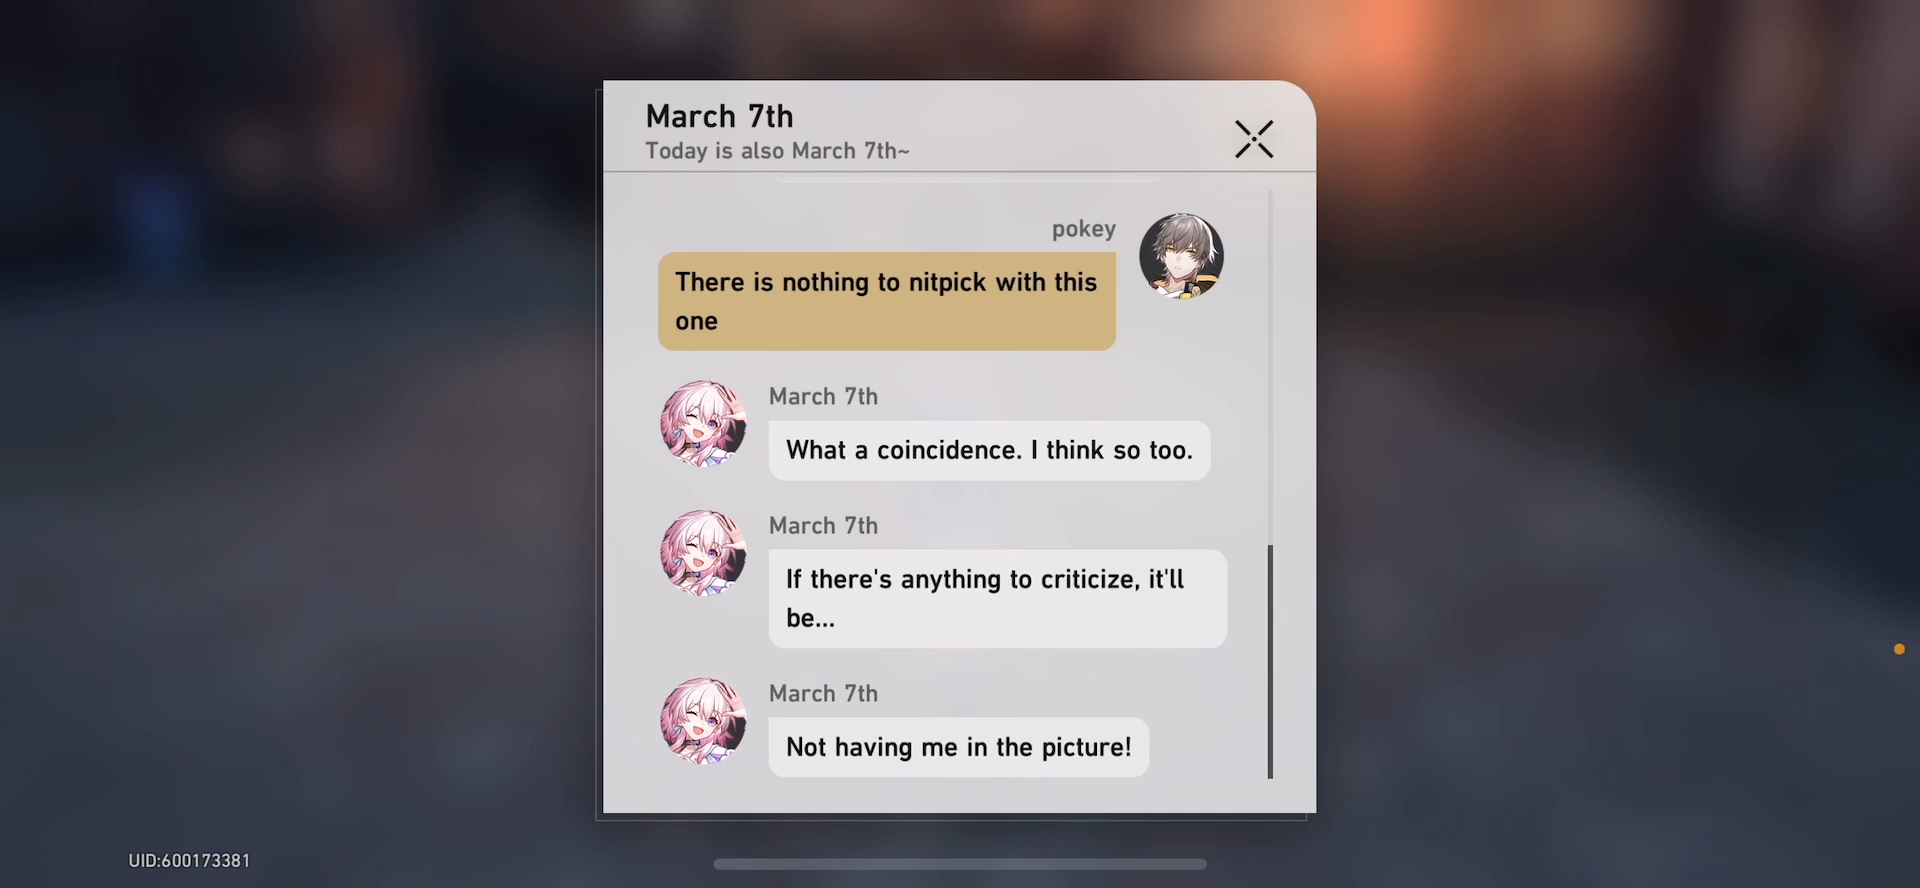 March 7th
Today is also March 7th~
pokey
There is nothing to nitpick with this
one
March 7th
What a coincidence. I think so too.
March 7th
If there's anything to criticize, it'll
be...
March 7th
Not having me in the picture!
UID:600173381